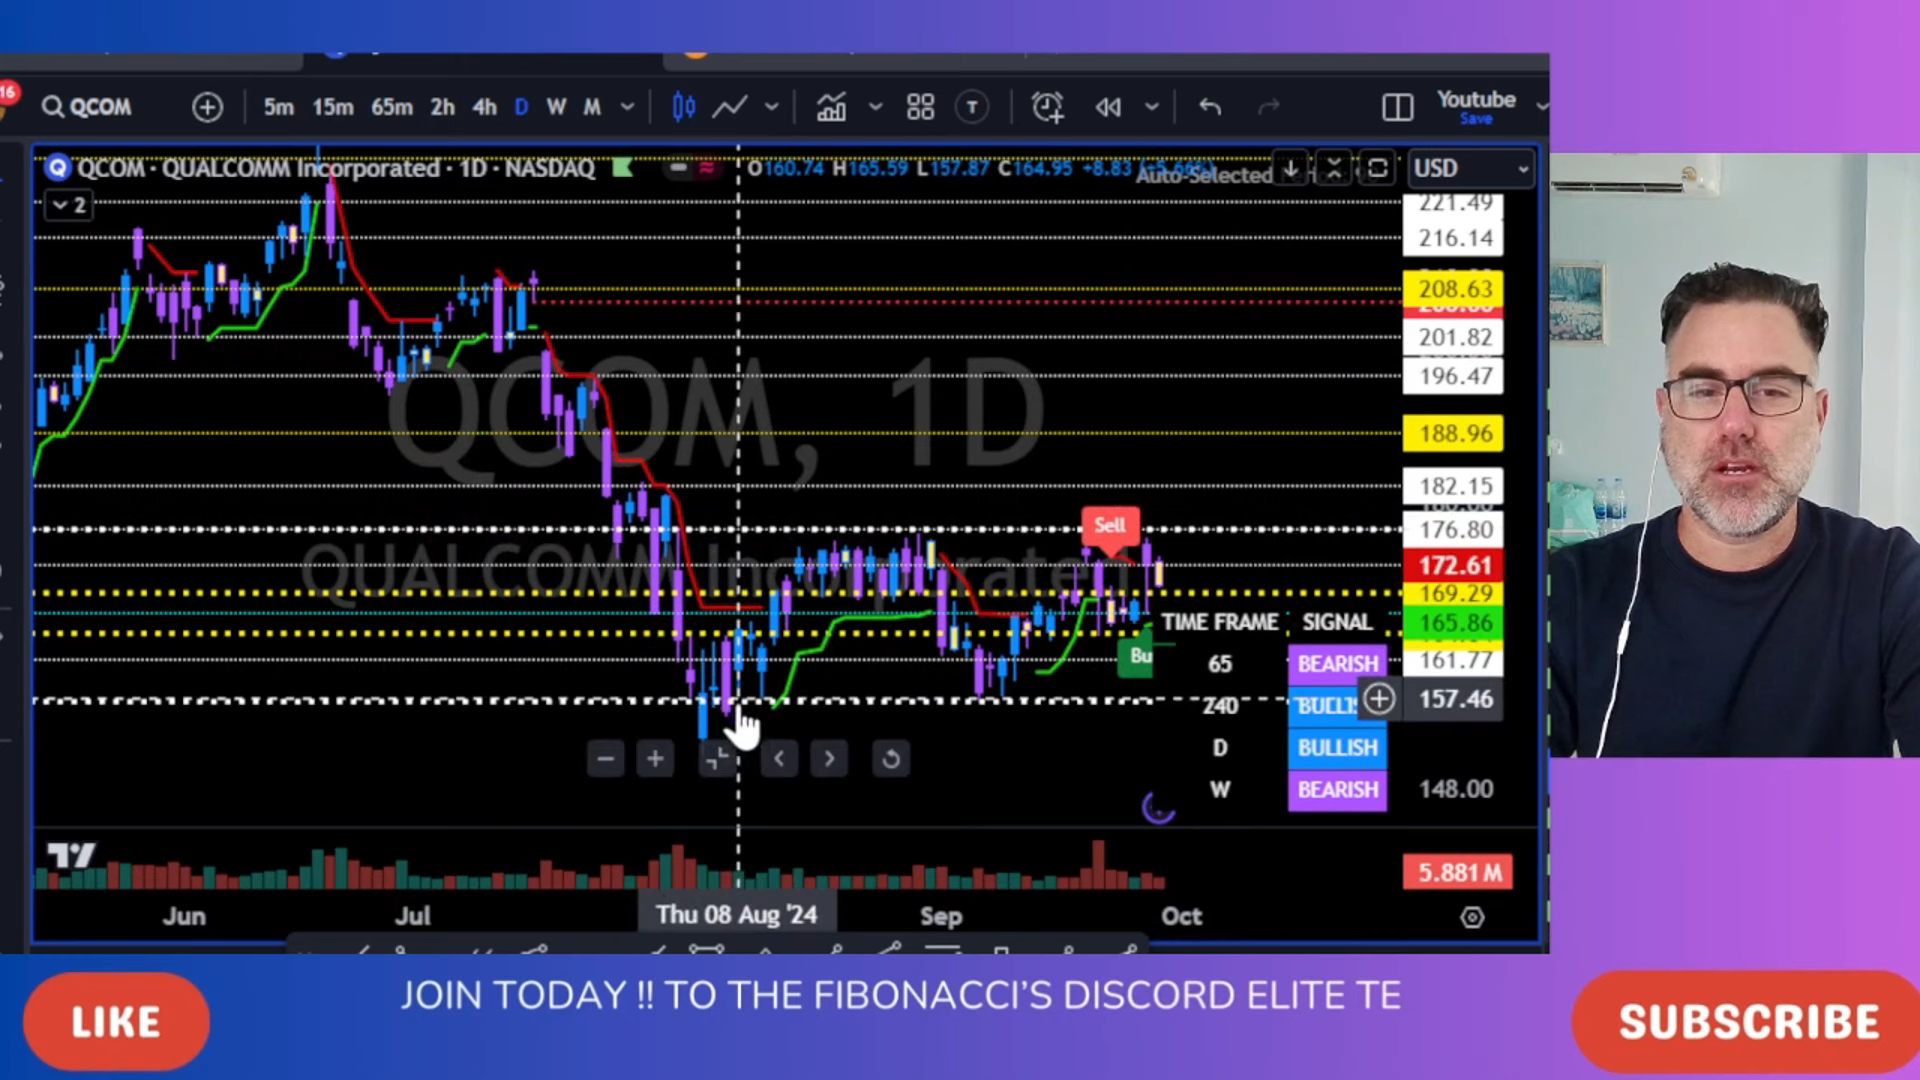 16
QCOM
5m 15m 65m 2h 4h D W M
T
Youtube
Save
QCOM · QUALCOMM Incorporated · 1D · NASDAQ
O160.74 H165.59 L157.87 C164.95 +8.83
Auto-Selected
USD
2
221.49
216.14
208.63
201.82
196.47
188.96
182.15
176.80
172.61
169.29
165.86
161.77
157.46
148.00
QCOM, 1D
QUALCOMM Incorporated
Sell
Bu
TIME FRAME SIGNAL
65 BEARISH
240
D BULLISH
W BEARISH
5.881 M
Jun Jul Thu 08 Aug '24 Sep Oct
LIKE
JOIN TODAY !! TO THE FIBONACCI'S DISCORD ELITE TE
SUBSCRIBE